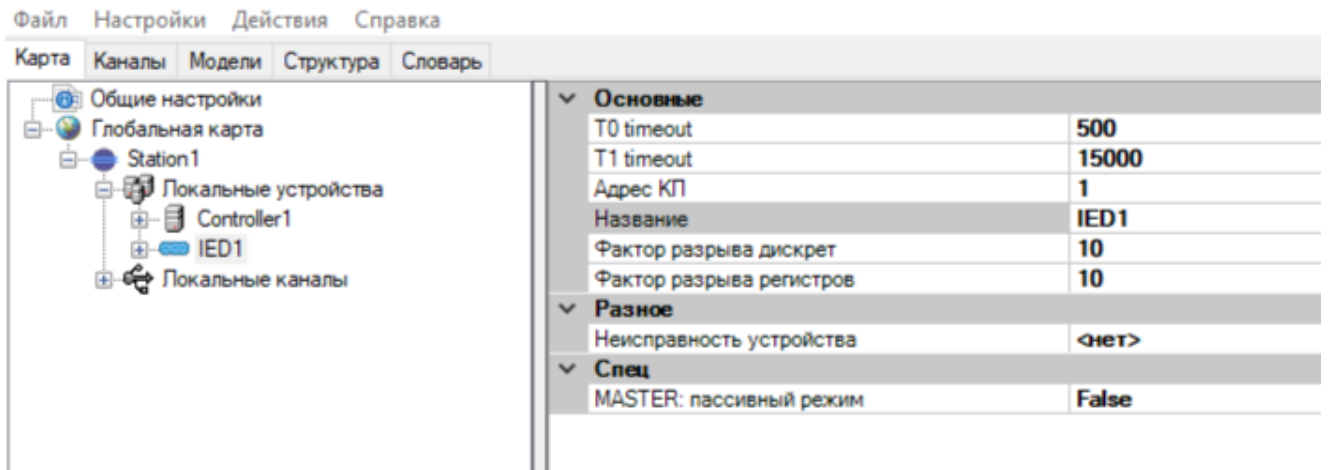 Файл Настройки Действия Справка
Карта Каналы Модели Структура Словарь
Общие настройки
Глобальная карта
Station1
Локальные устройства
Controller1
IED1
Локальные каналы
Основные
T0 timeout 500
T1 timeout 15000
Адрес КП 1
Название IED1
Фактор разрыва дискрет 10
Фактор разрыва регистров 10
Разное
Неисправность устройства <нет>
Спец
MASTER: пассивный режим False